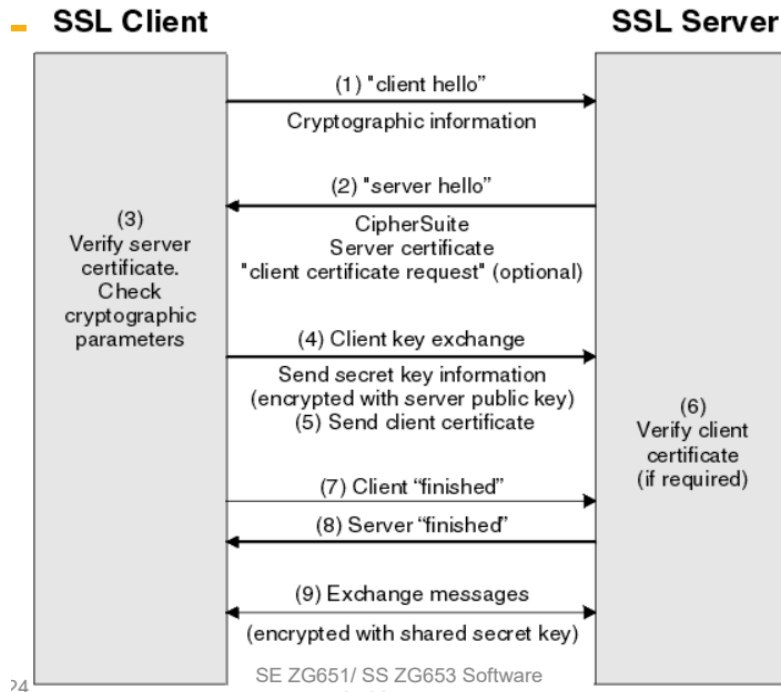 SSL Client
SSL Server
(1) "client hello”
Cryptographic information
(2) "server hello”
CipherSuite
Server certificate
"client certificate request" (optional)
(3)
Verify server
certificate.
Check
cryptographic
parameters
(4) Client key exchange
Send secret key information
(encrypted with server public key)
(5) Send client certificate
(6)
Verify client
certificate
(if required)
(7) Client “finished”
(8) Server “finished”
(9) Exchange messages
(encrypted with shared secret key)
SE ZG651/ SS ZG653 Software
24